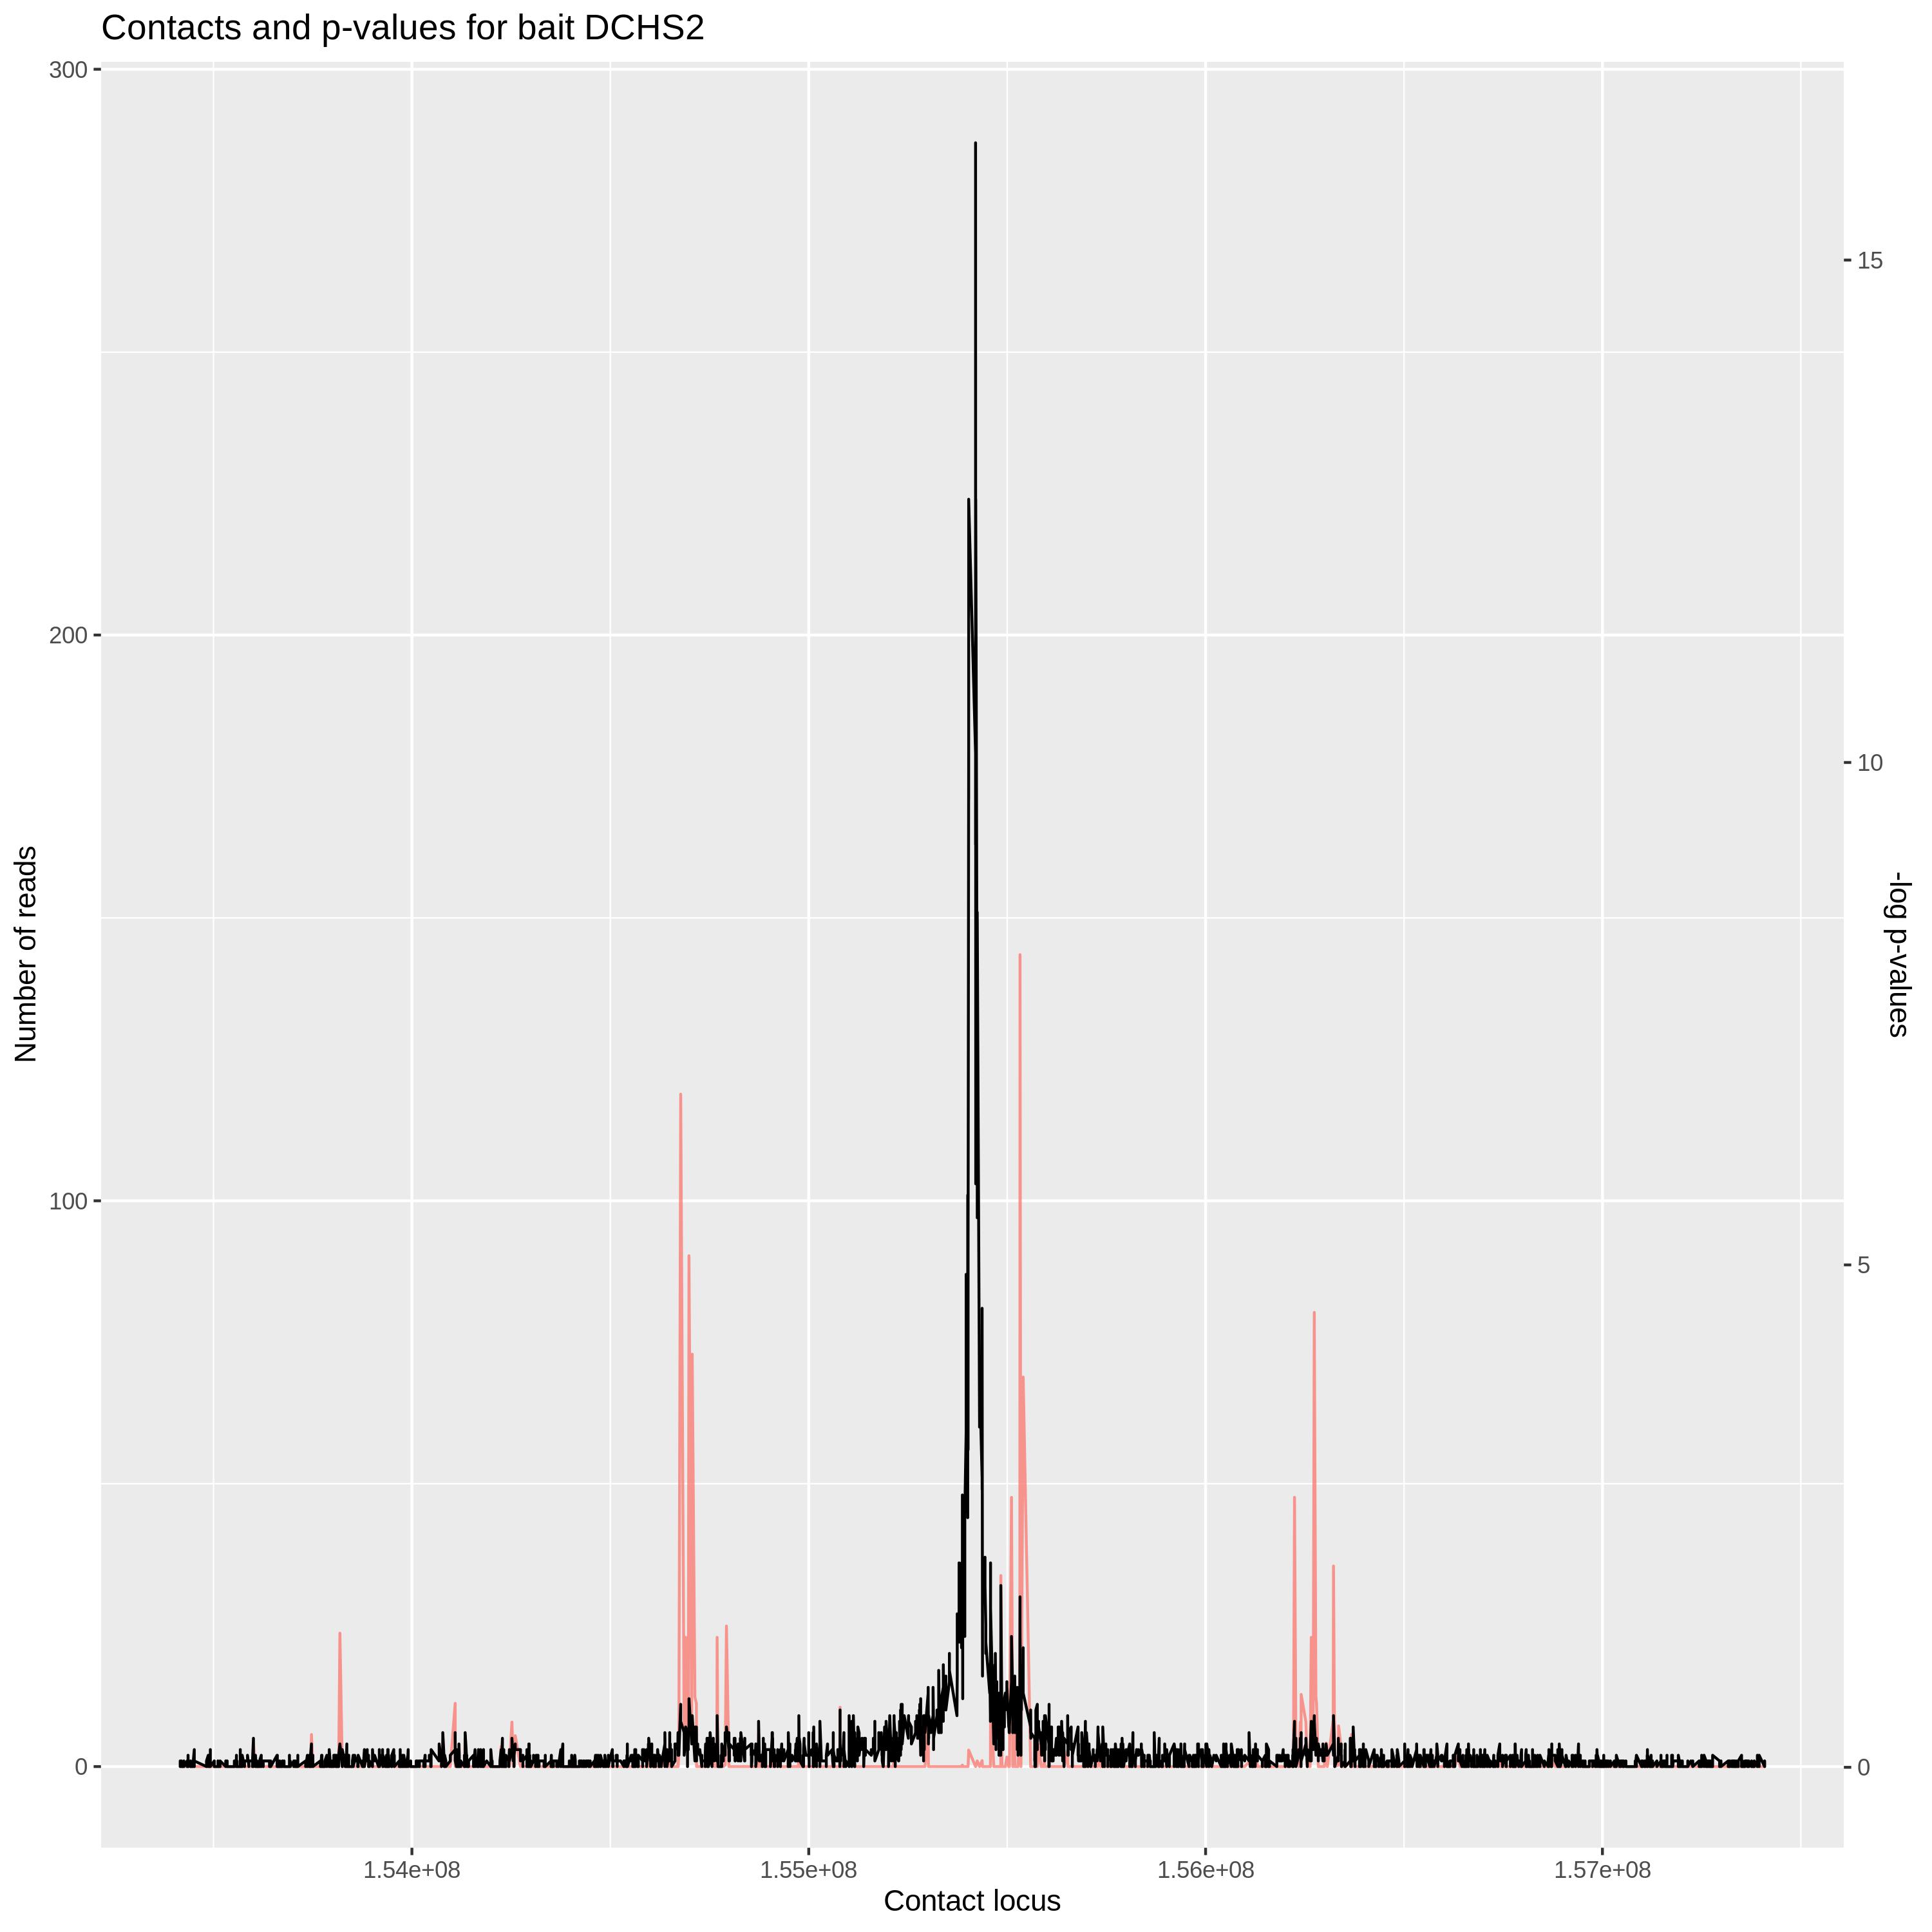 Contacts and p-values for bait DCHS2
300
200
100
0
Number of reads
15
10
5
0
-log p-values
1.54e+08 1.55e+08 1.56e+08 1.57e+08
Contact locus